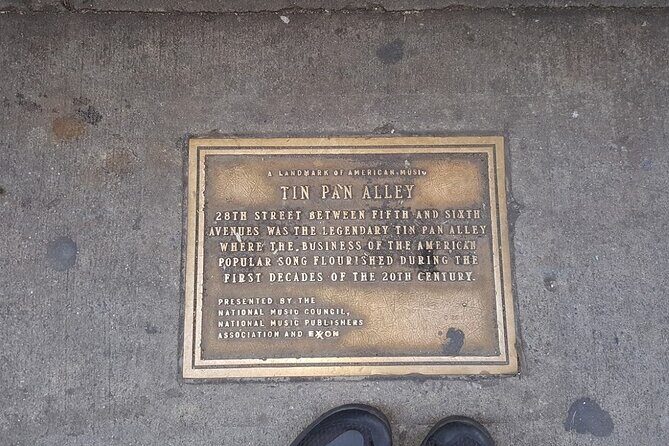 A LANDMARK OF AMERICAN MUSIC
TIN PAN ALLEY
28TH STREET BETWEEN FIFTH AND SIXTH
AVENUES WAS THE LEGENDARY TIN PAN ALLEY
WHERE THE BUSINESS OF THE AMERICAN
POPULAR SONG FLOURISHED DURING THE
FIRST DECADES OF THE 20TH CENTURY.
PRESENTED BY THE
NATIONAL MUSIC COUNCIL,
NATIONAL MUSIC PUBLISHERS
ASSOCIATION AND EXXON